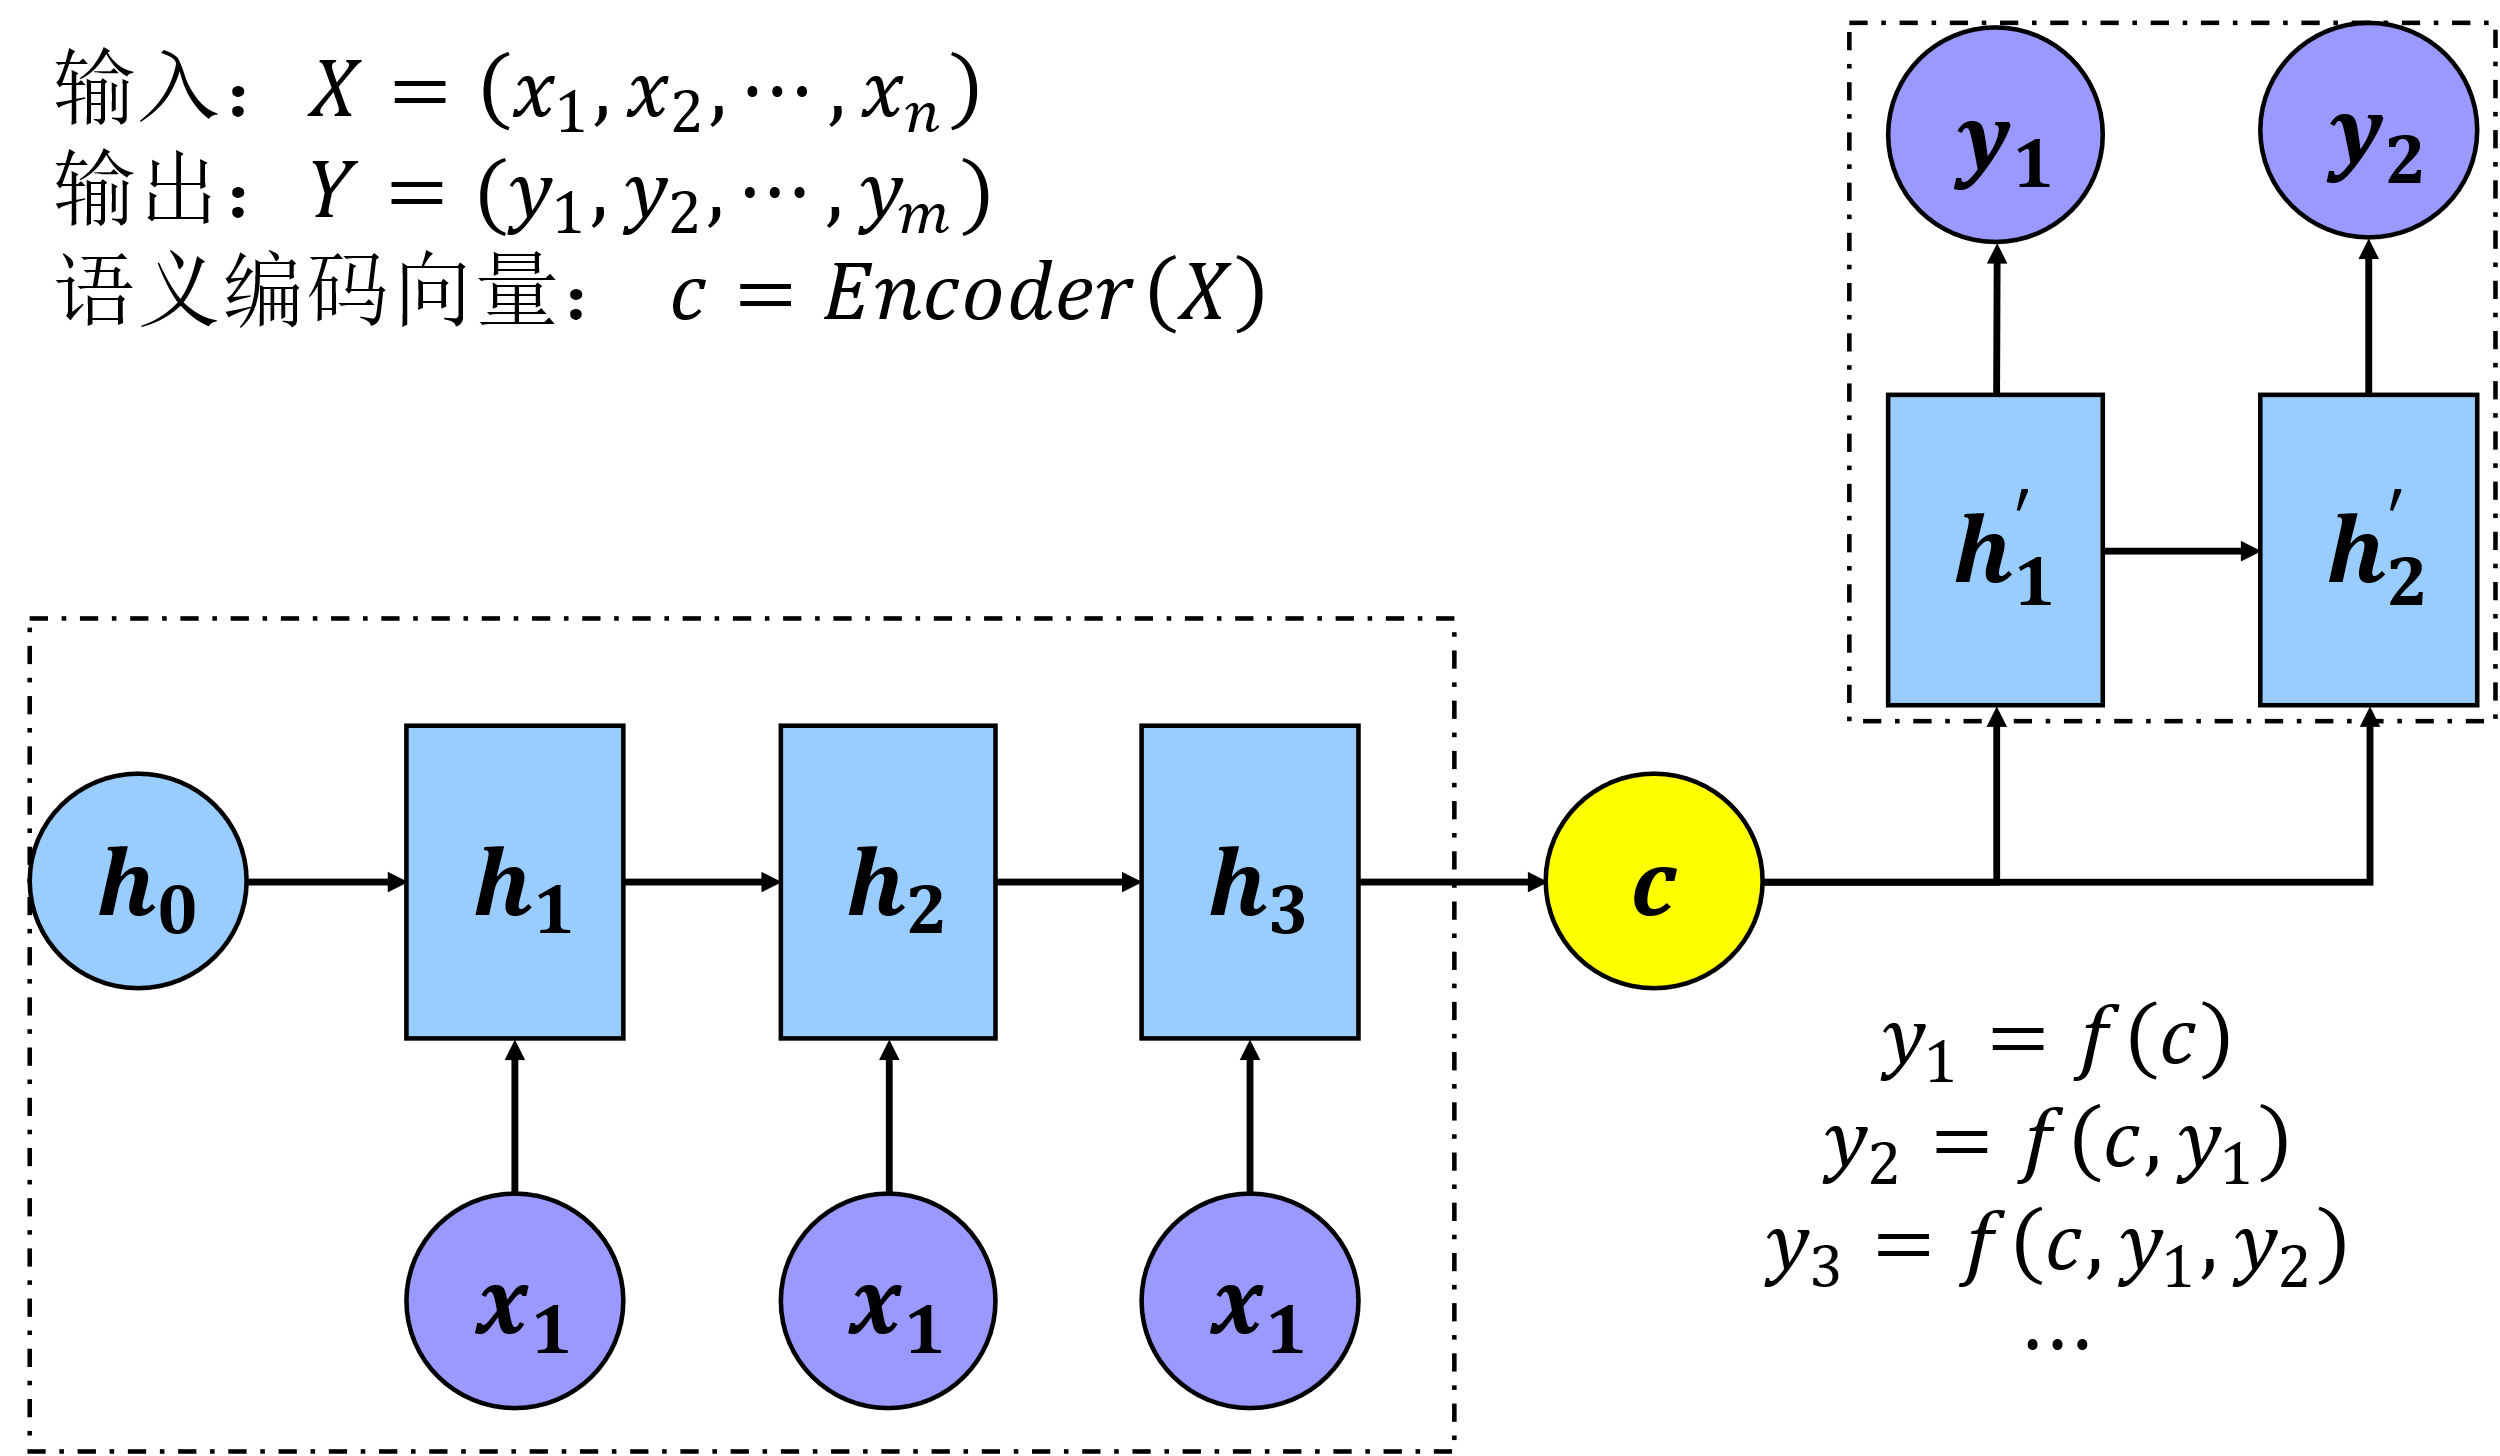 输入： X = (x₁, x₂, ⋯, xₙ)
输出： Y = (y₁, y₂, ⋯, yₘ)
语义编码向量： c = Encoder(X)
y₁ y₂
h₁′ h₂′
h₀ h₁ h₂ h₃ c
x₁ x₁ x₁
y₁ = f(c)
y₂ = f(c, y₁)
y₃ = f(c, y₁, y₂)
⋯